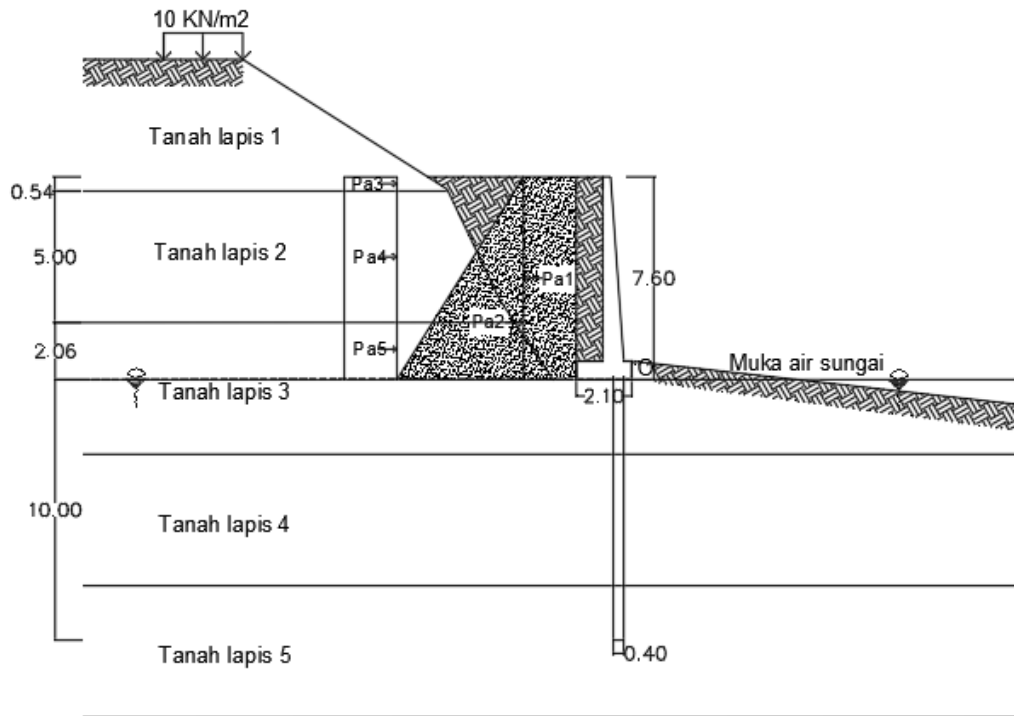 10 KN/m2
Tanah lapis 1
0.54
Pa3
5.00
Tanah lapis 2
Pa4
Pa1
7.60
Pa2
2.06
Pa5
Muka air sungai
O
Tanah lapis 3
2.10
10.00
Tanah lapis 4
Tanah lapis 5
0.40